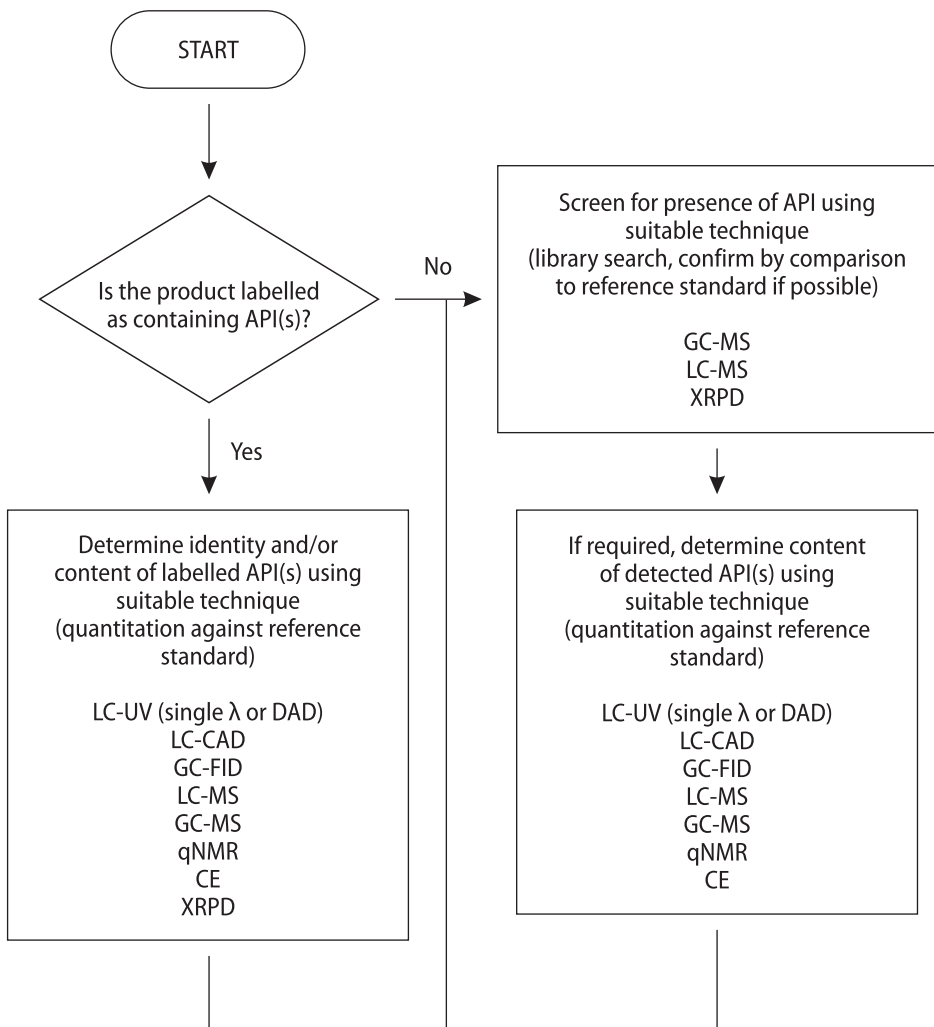 START
Is the product labelled
as containing API(s)?
No
Yes
Screen for presence of API using
suitable technique
(library search, confirm by comparison
to reference standard if possible)
GC-MS
LC-MS
XRPD
Determine identity and/or
content of labelled API(s) using
suitable technique
(quantitation against reference
standard)
LC-UV (single λ or DAD)
LC-CAD
GC-FID
LC-MS
GC-MS
qNMR
CE
XRPD
If required, determine content
of detected API(s) using
suitable technique
(quantitation against reference
standard)
LC-UV (single λ or DAD)
LC-CAD
GC-FID
LC-MS
GC-MS
qNMR
CE